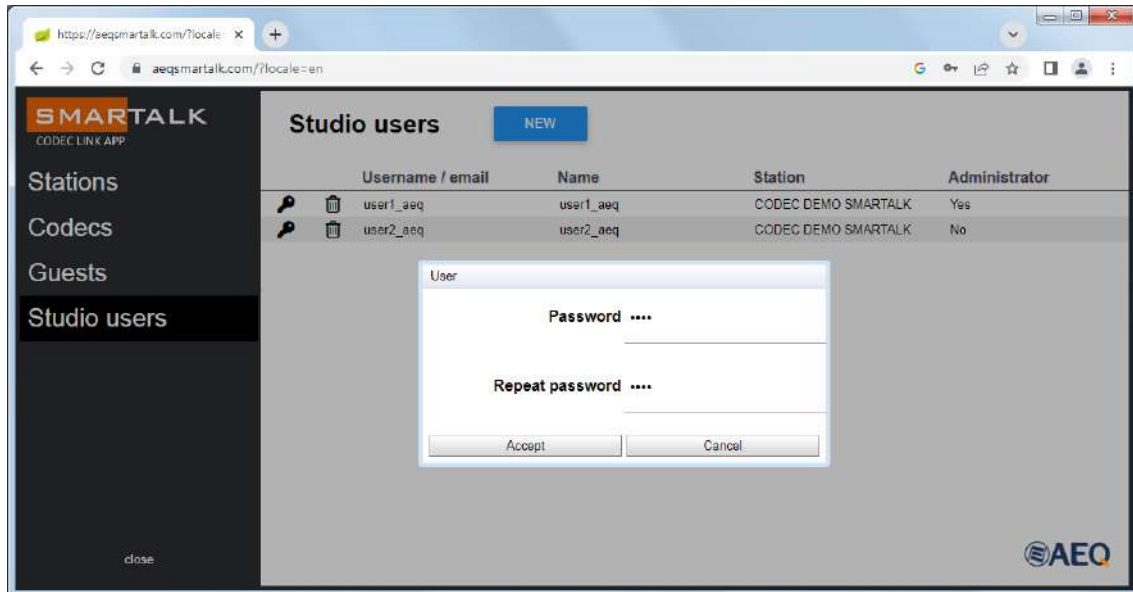 https://aeqsmartalk.com/?locale=
aeqsmartalk.com/?locale=en
SMARTALK
CODEC LINK APP
Stations
Codecs
Guests
Studio users
close
Studio users
NEW
Username / email Name Station Administrator
user1_aeq user1_aeq CODEC DEMO SMARTALK Yes
user2_aeq user2_aeq CODEC DEMO SMARTALK No
User
Password ••••
Repeat password ••••
Accept Cancel
AEQ